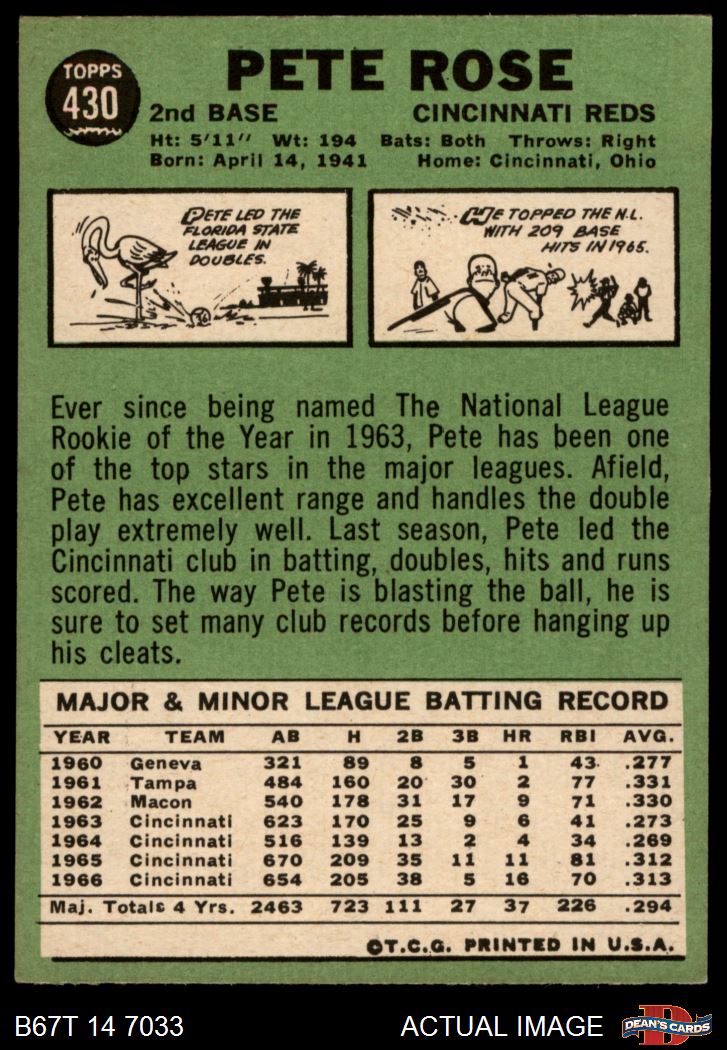 TOPPS
430
PETE ROSE
2nd BASE CINCINNATI REDS
Ht: 5'11" Wt: 194 Bats: Both Throws: Right
Born: April 14, 1941 Home: Cincinnati, Ohio
PETE LED THE
FLORIDA STATE
LEAGUE IN
DOUBLES.
HE TOPPED THE N.L.
WITH 209 BASE
HITS IN 1965.
Ever since being named The National League
Rookie of the Year in 1963, Pete has been one
of the top stars in the major leagues. Afield,
Pete has excellent range and handles the double
play extremely well. Last season, Pete led the
Cincinnati club in batting, doubles, hits and runs
scored. The way Pete is blasting the ball, he is
sure to set many club records before hanging up
his cleats.
MAJOR & MINOR LEAGUE BATTING RECORD
YEAR TEAM AB H 2B 3B HR RBI AVG.
1960 Geneva 321 89 8 5 1 43 .277
1961 Tampa 484 160 20 30 2 77 .331
1962 Macon 540 178 31 17 9 71 .330
1963 Cincinnati 623 170 25 9 6 41 .273
1964 Cincinnati 516 139 13 2 4 34 .269
1965 Cincinnati 670 209 35 11 11 81 .312
1966 Cincinnati 654 205 38 5 16 70 .313
Maj. Totals 4 Yrs. 2463 723 111 27 37 226 .294
©T.C.G. PRINTED IN U.S.A.
B67T 14 7033 ACTUAL IMAGE
DEAN'S CARDS